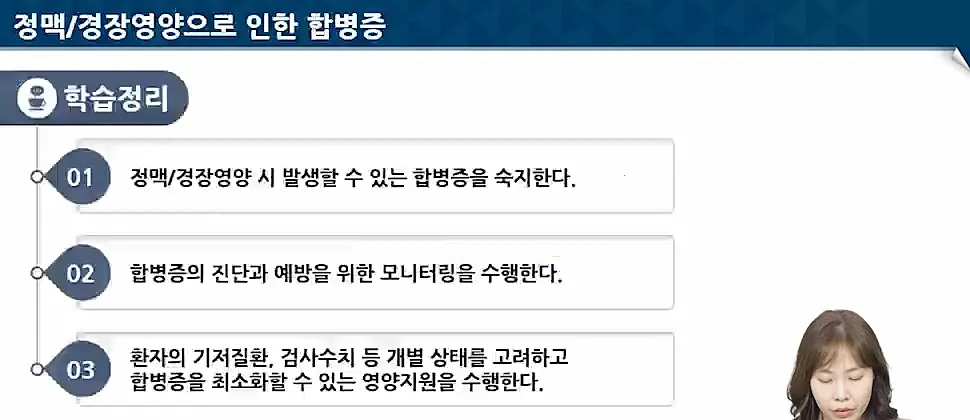 정맥/경장영양으로 인한 합병증
학습정리
01
정맥/경장영양 시 발생할 수 있는 합병증을 숙지한다.
02
합병증의 진단과 예방을 위한 모니터링을 수행한다.
03
환자의 기저질환, 검사수치 등 개별 상태를 고려하고
합병증을 최소화할 수 있는 영양지원을 수행한다.